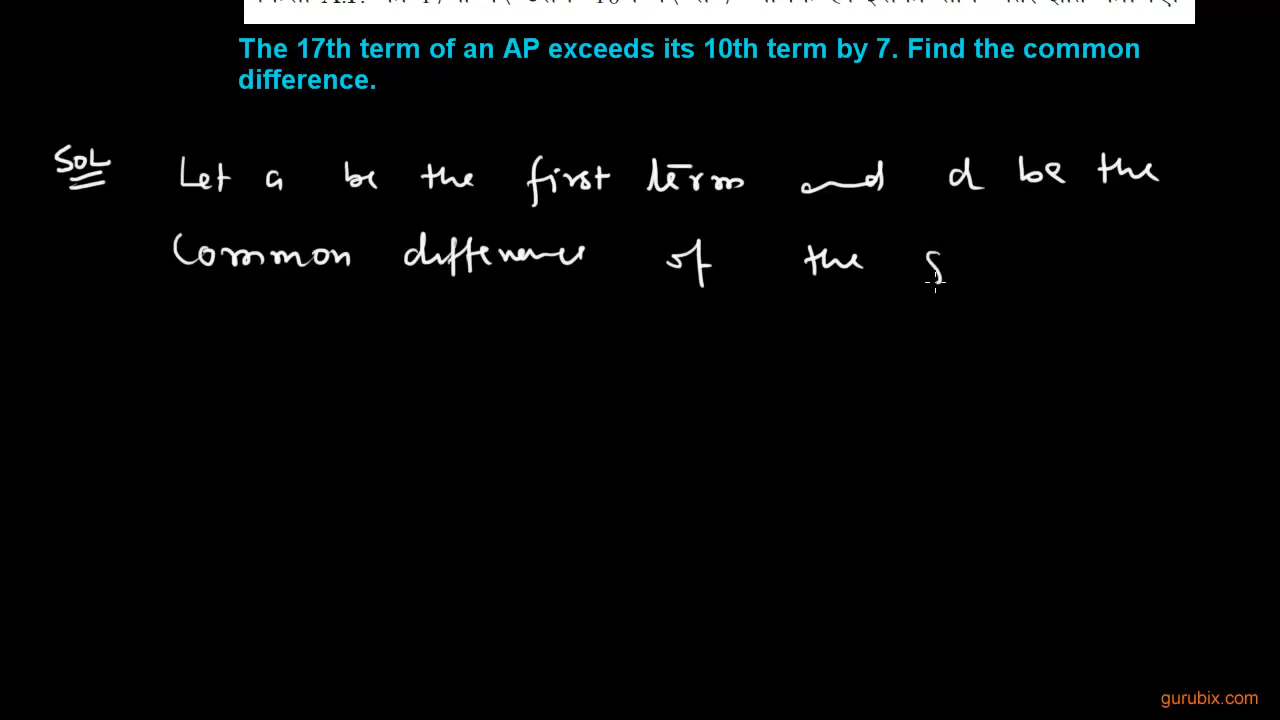 The 17th term of an AP exceeds its 10th term by 7. Find the common
difference.
SOL Let a be the first term and d be the
Common difference of the
gurubix.com